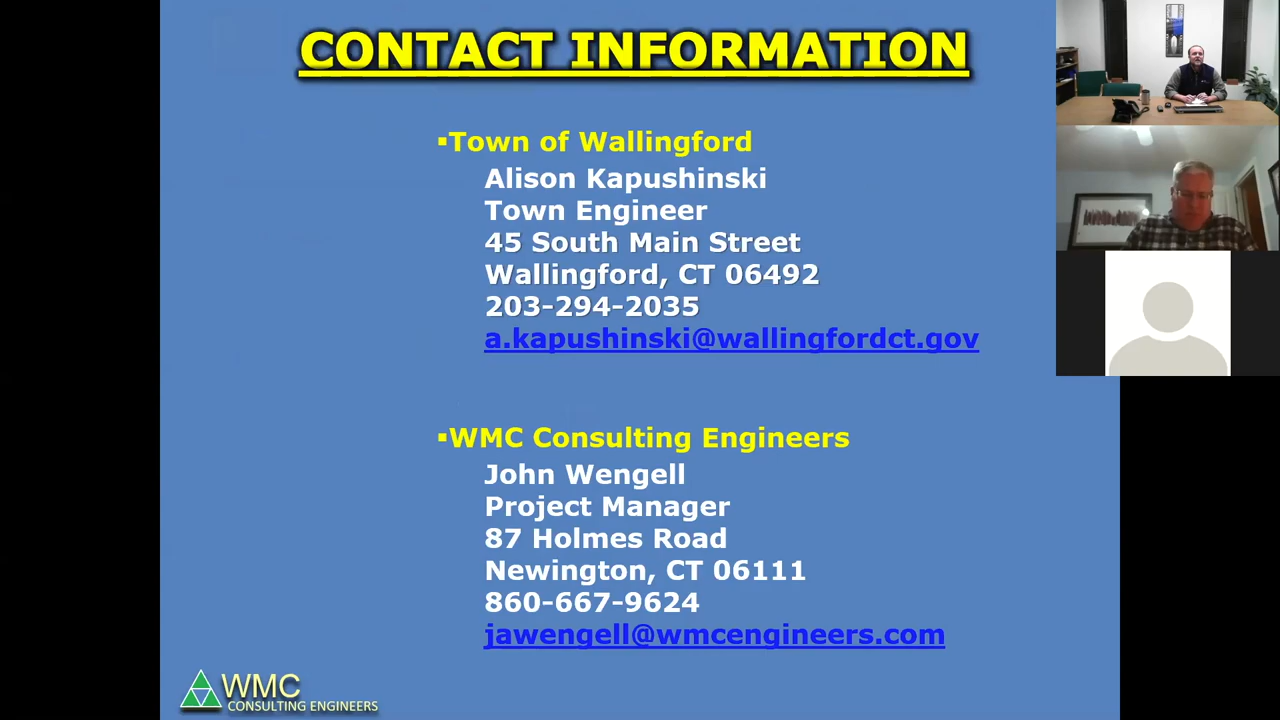 CONTACT INFORMATION
▪Town of Wallingford
Alison Kapushinski
Town Engineer
45 South Main Street
Wallingford, CT 06492
203-294-2035
a.kapushinski@wallingfordct.gov
▪WMC Consulting Engineers
John Wengell
Project Manager
87 Holmes Road
Newington, CT 06111
860-667-9624
jawengell@wmcengineers.com
WMC
CONSULTING ENGINEERS